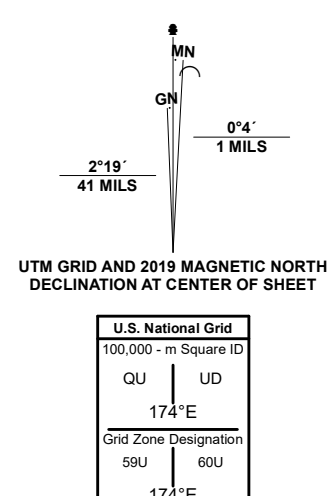 MN
GN
0°4´
1 MILS
2°19´
41 MILS
UTM GRID AND 2019 MAGNETIC NORTH
DECLINATION AT CENTER OF SHEET
U.S. National Grid
100,000 - m Square ID
QU UD
174°E
Grid Zone Designation
59U 60U
174°E